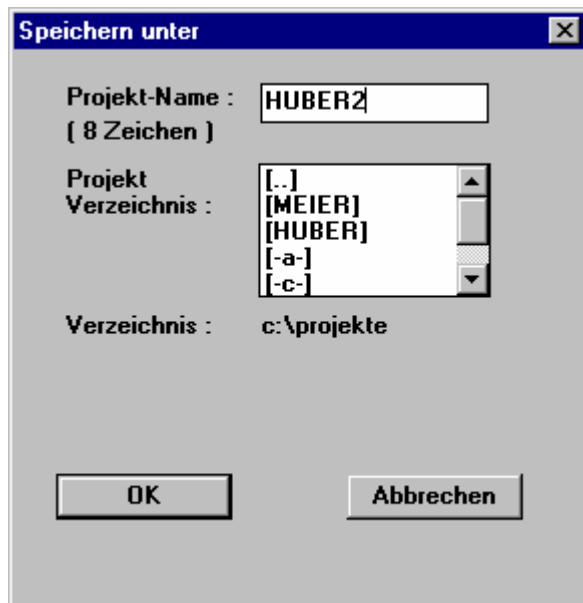 Speichern unter
Projekt-Name : HUBER2
( 8 Zeichen )
Projekt
Verzeichnis :
[..]
[MEIER]
[HUBER]
[-a-]
[-c-]
Verzeichnis : c:\projekte
OK Abbrechen